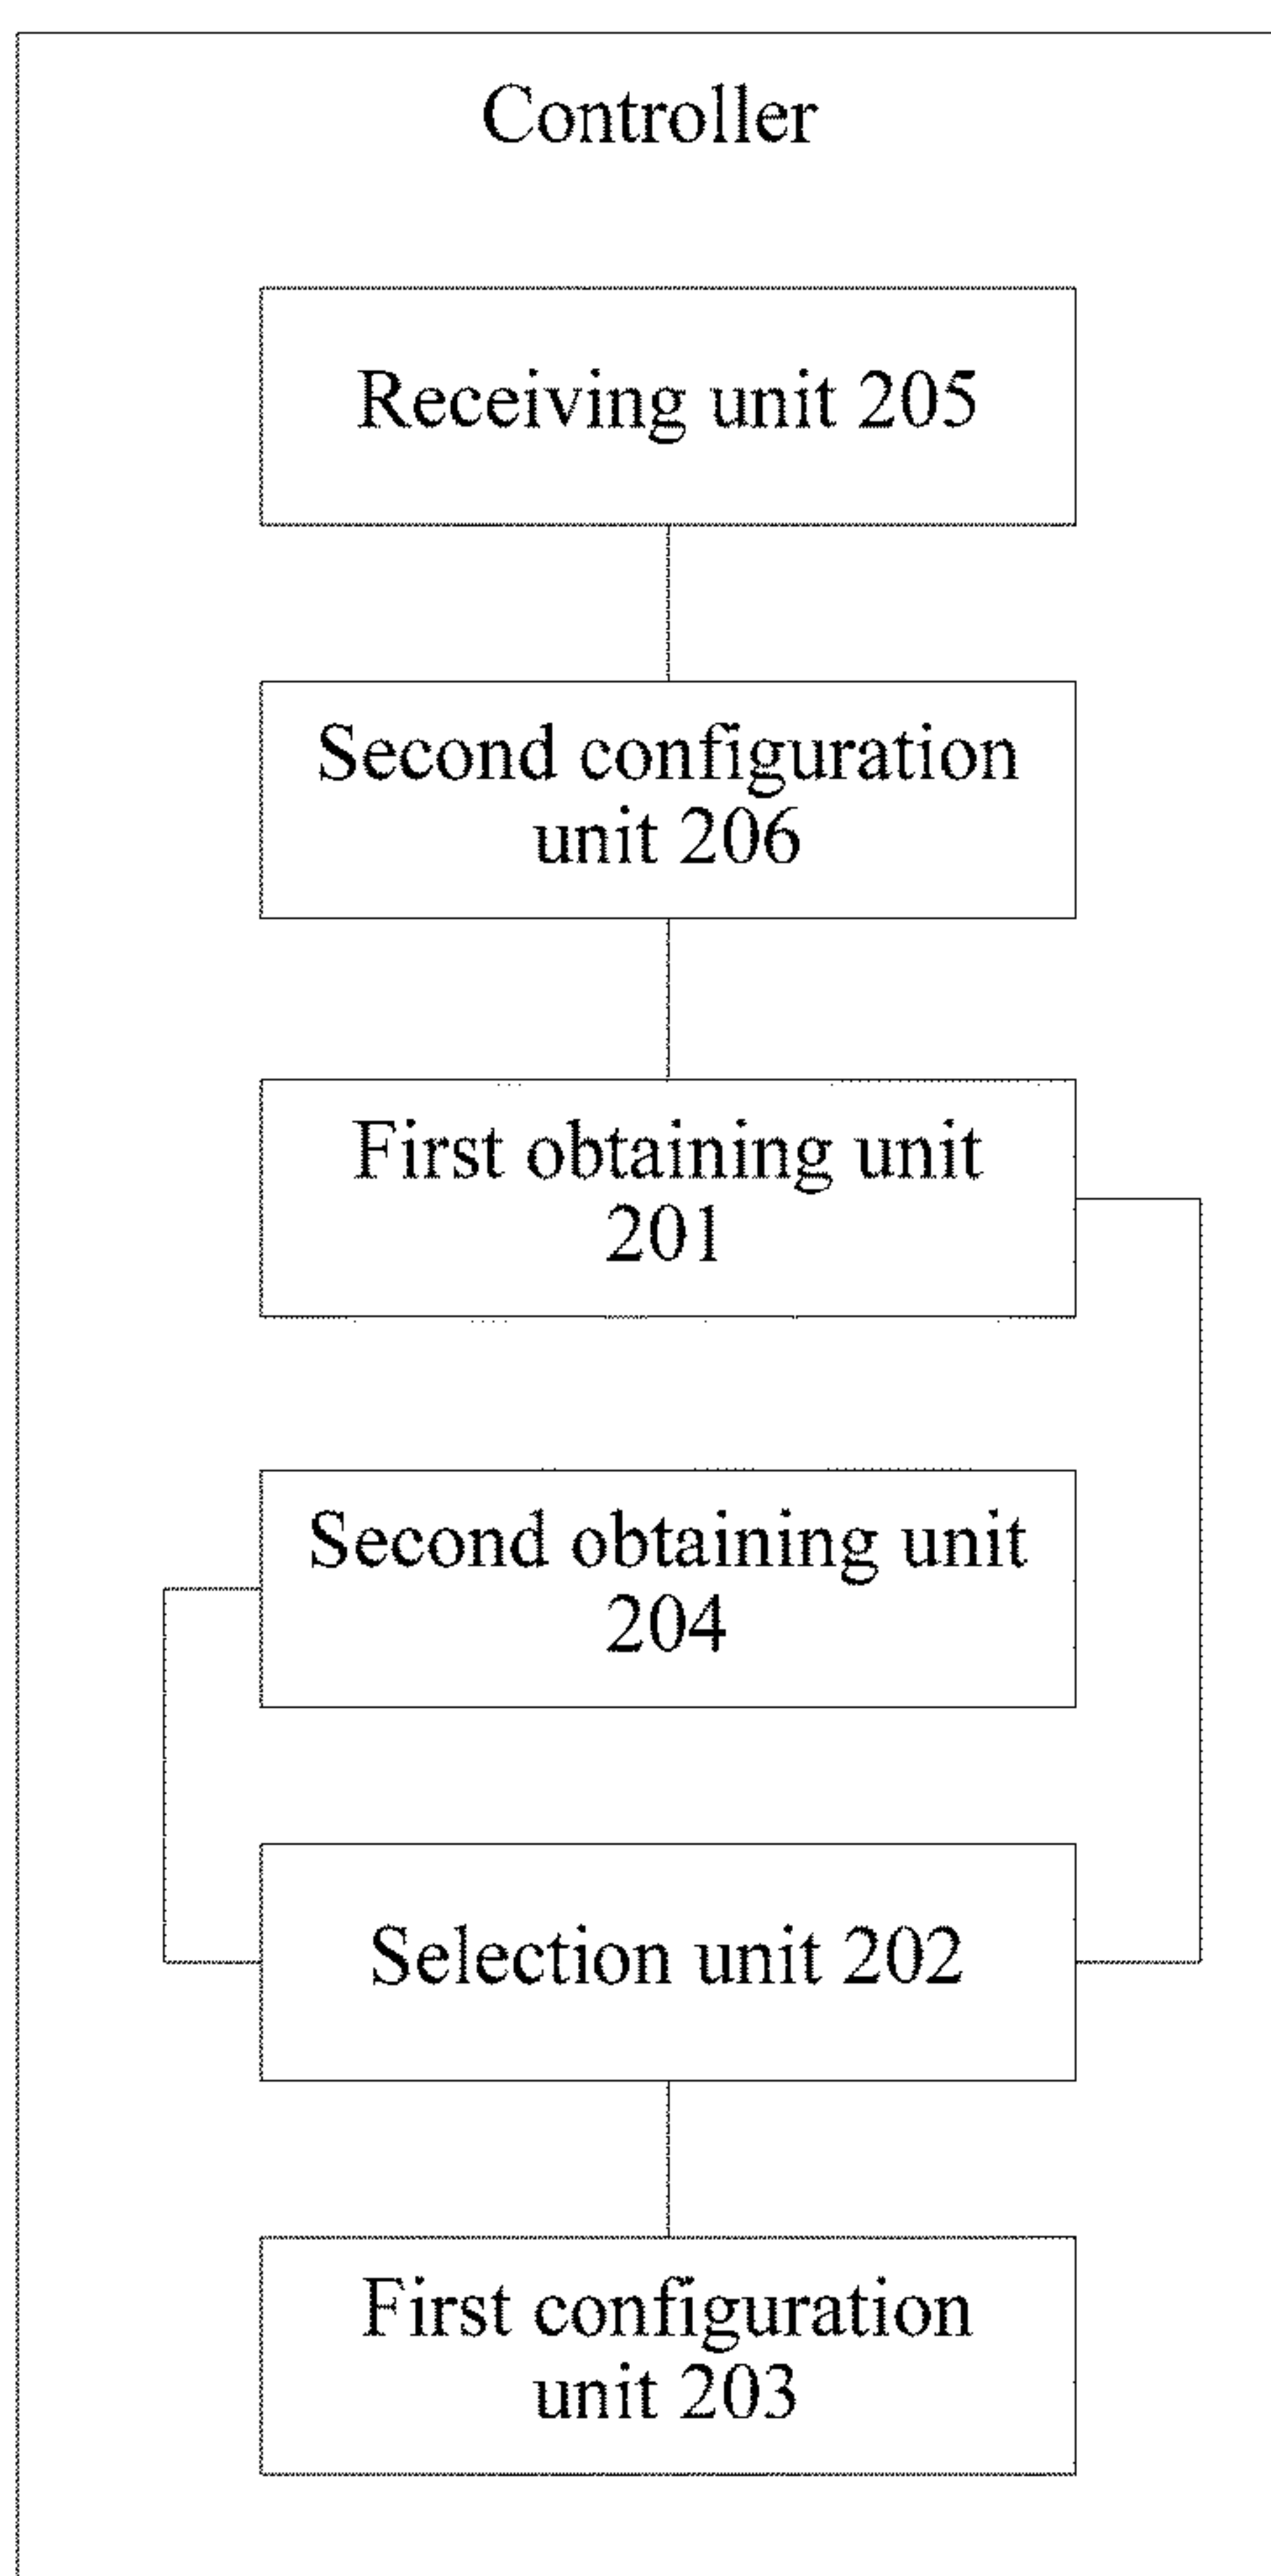 Controller
Receiving unit 205
Second configuration
unit 206
First obtaining unit
201
Second obtaining unit
204
Selection unit 202
First configuration
unit 203